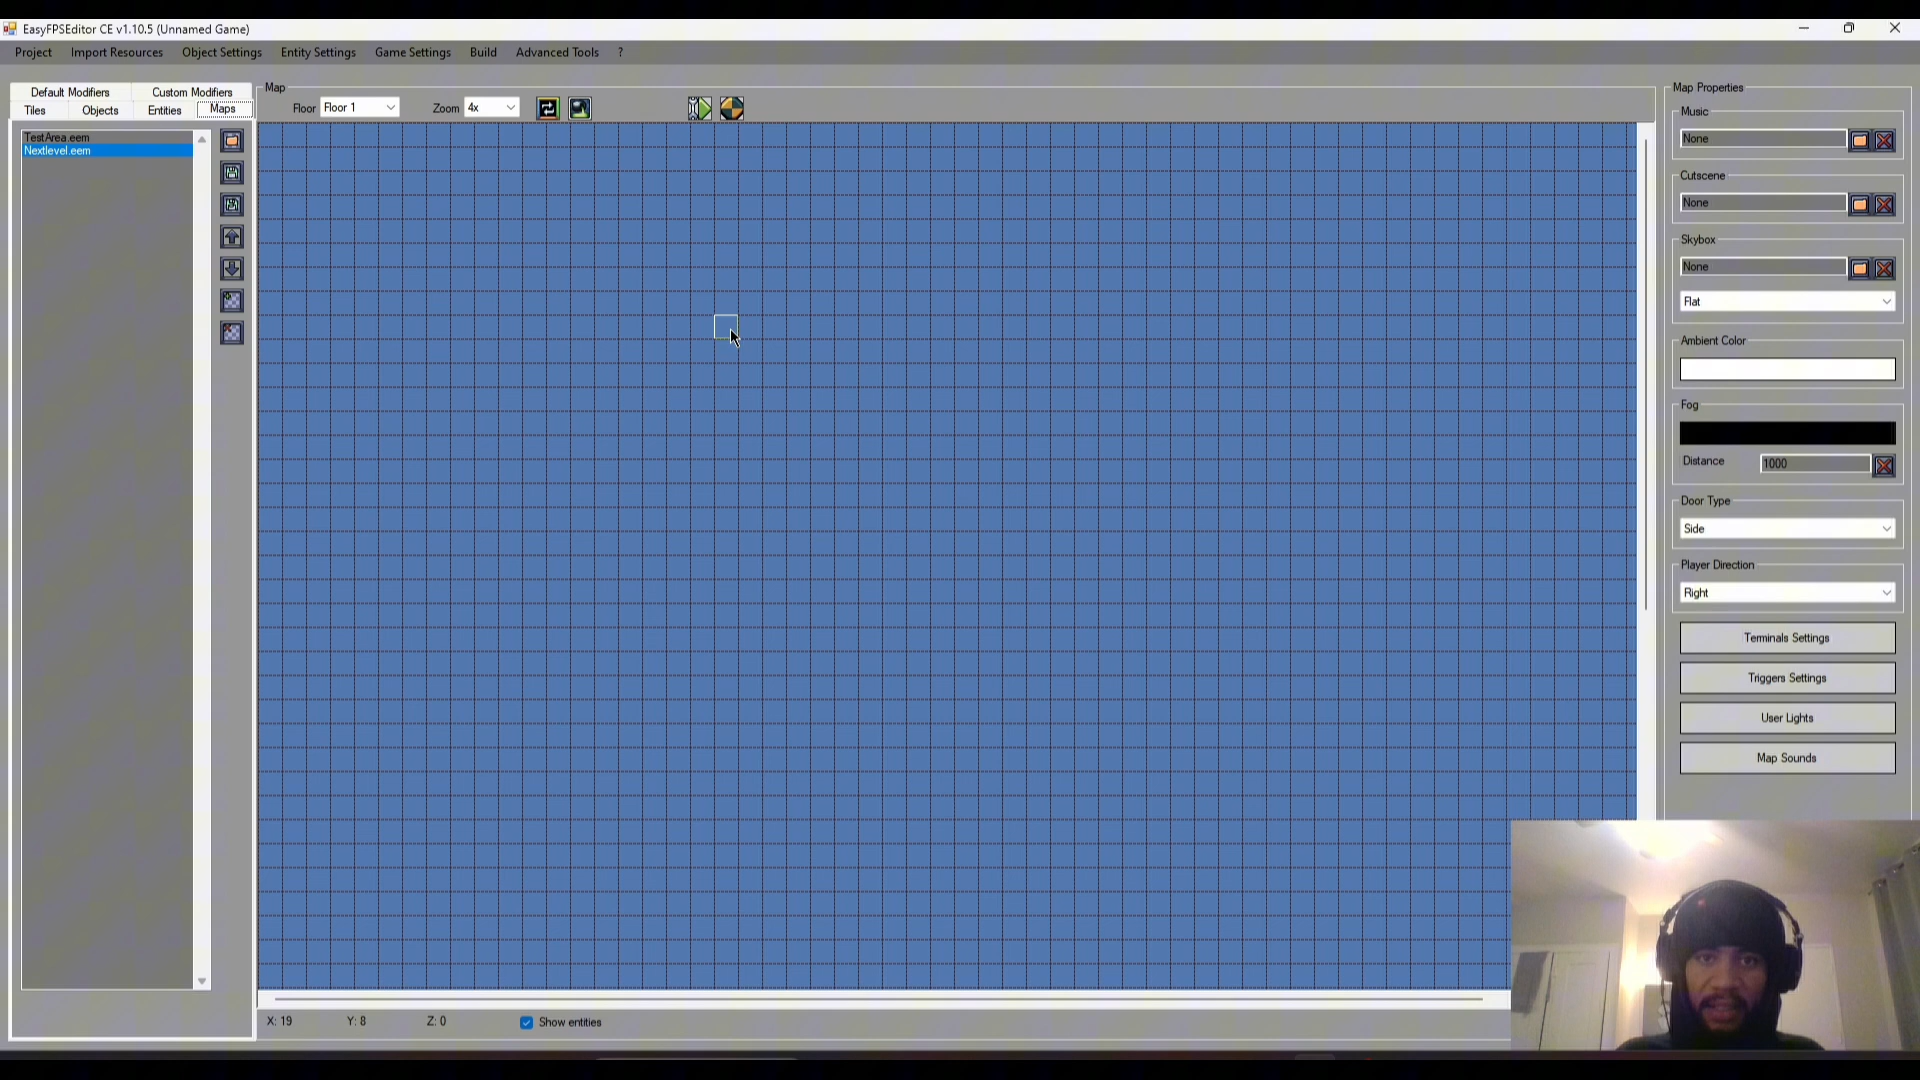 EasyFPSEditor CE v1.10.5 (Unnamed Game)
Project Import Resources Object Settings Entity Settings Game Settings Build Advanced Tools ?
Default Modifiers Custom Modifiers
Tiles Objects Entities Maps
TestArea.eem
Nextlevel.eem
Map
Floor Floor 1 Zoom 4x
X: 19 Y: 8 Z: 0 Show entities
Map Properties
Music
None
Cutscene
None
Skybox
None
Flat
Ambient Color
Fog
Distance 1000
Door Type
Side
Player Direction
Right
Terminals Settings
Triggers Settings
User Lights
Map Sounds